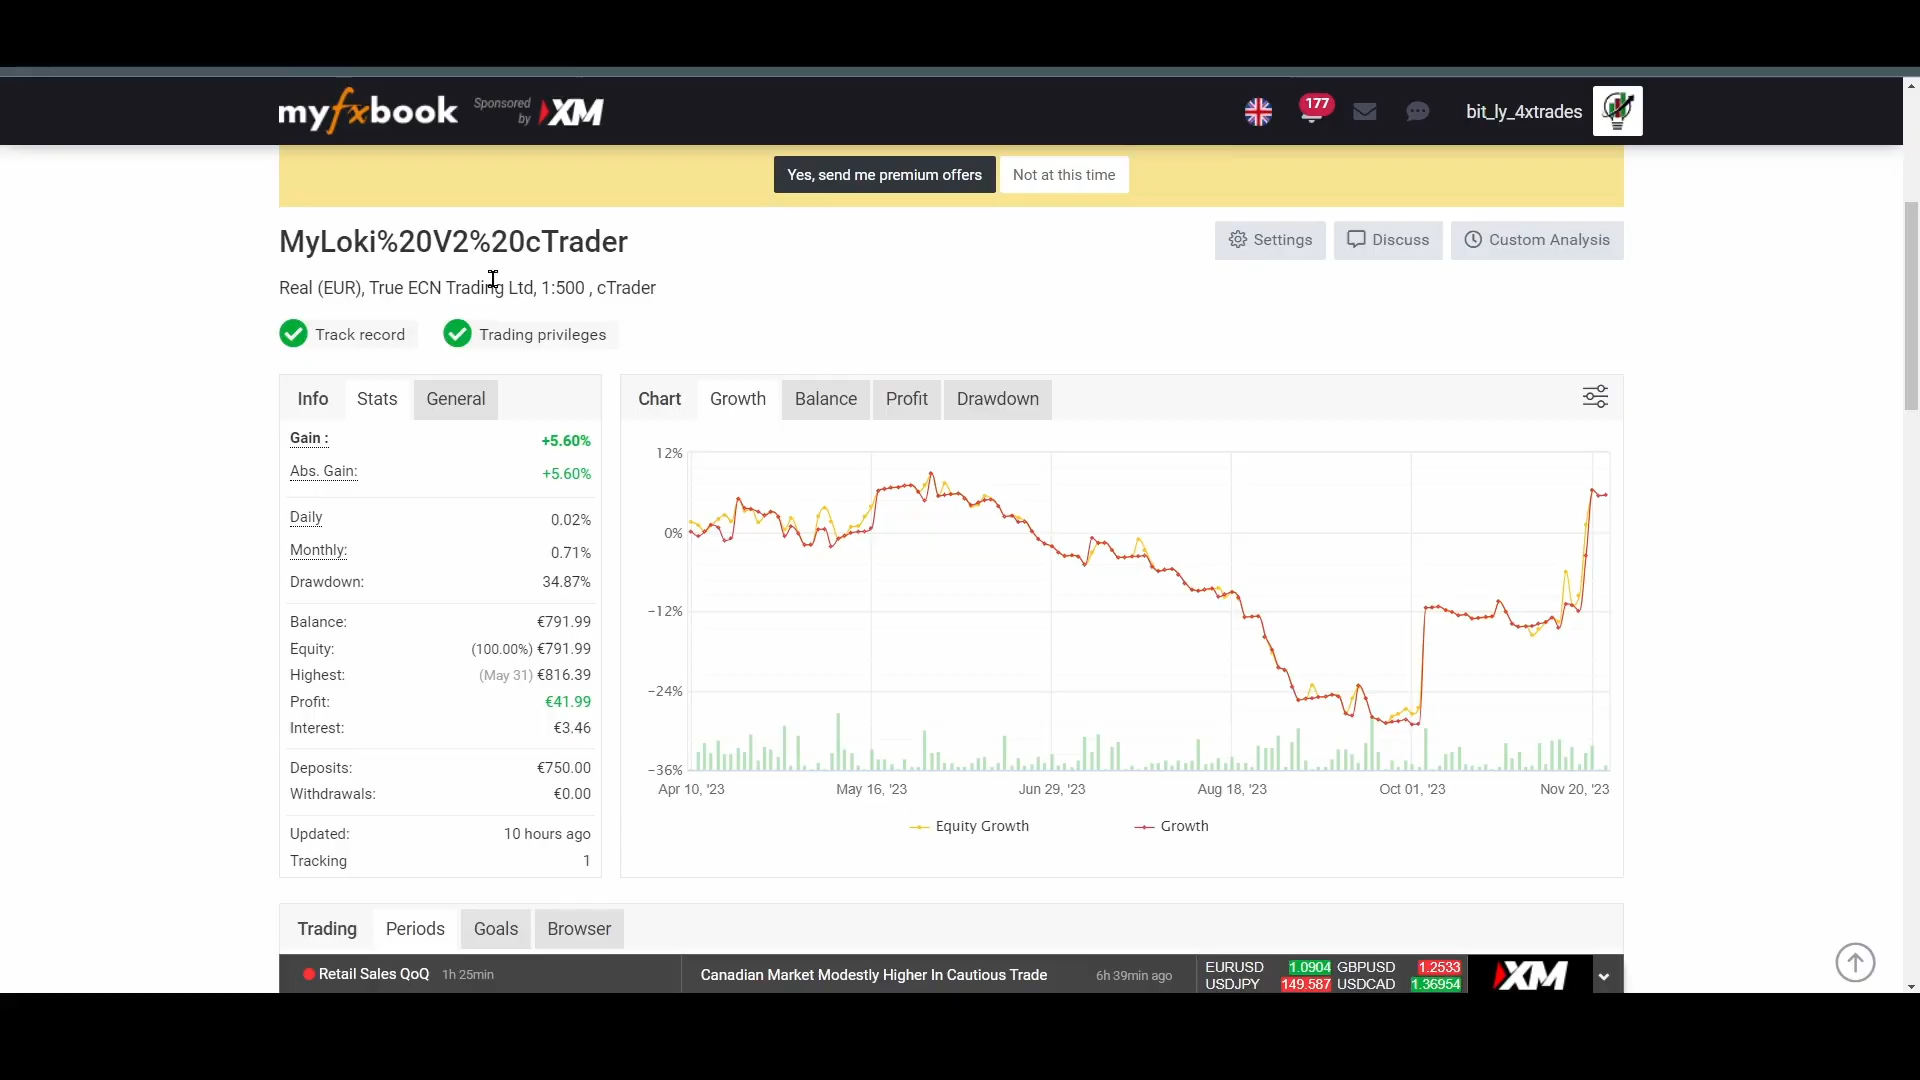 myfxbook Sponsored by XM
177
bit_ly_4xtrades
Yes, send me premium offers Not at this time
MyLoki%20V2%20cTrader
Settings Discuss Custom Analysis
Real (EUR), True ECN Trading Ltd, 1:500 , cTrader
Track record Trading privileges
Info Stats General
Gain : +5.60%
Abs. Gain: +5.60%
Daily 0.02%
Monthly: 0.71%
Drawdown: 34.87%
Balance: €791.99
Equity: (100.00%) €791.99
Highest: (May 31) €816.39
Profit: €41.99
Interest: €3.46
Deposits: €750.00
Withdrawals: €0.00
Updated: 10 hours ago
Tracking 1
Chart Growth Balance Profit Drawdown
12%
0%
−12%
−24%
−36%
Apr 10, '23 May 16, '23 Jun 29, '23 Aug 18, '23 Oct 01, '23 Nov 20, '23
Equity Growth Growth
Trading Periods Goals Browser
Retail Sales QoQ 1h 25min
Canadian Market Modestly Higher In Cautious Trade 6h 39min ago
EURUSD 1.0904 GBPUSD 1.2533
USDJPY 149.587 USDCAD 1.36954
XM